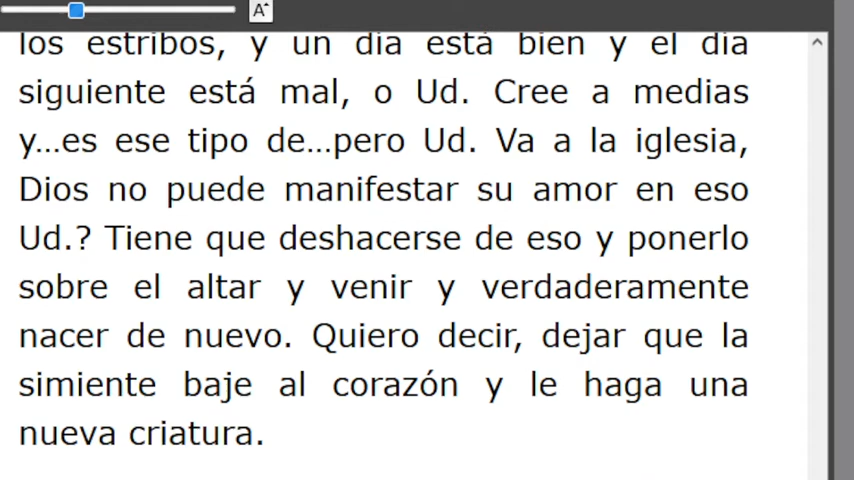 A
los estribos, y un día está bien y el día
siguiente está mal, o Ud. Cree a medias
y...es ese tipo de...pero Ud. Va a la iglesia,
Dios no puede manifestar su amor en eso
Ud.? Tiene que deshacerse de eso y ponerlo
sobre el altar y venir y verdaderamente
nacer de nuevo. Quiero decir, dejar que la
simiente baje al corazón y le haga una
nueva criatura.